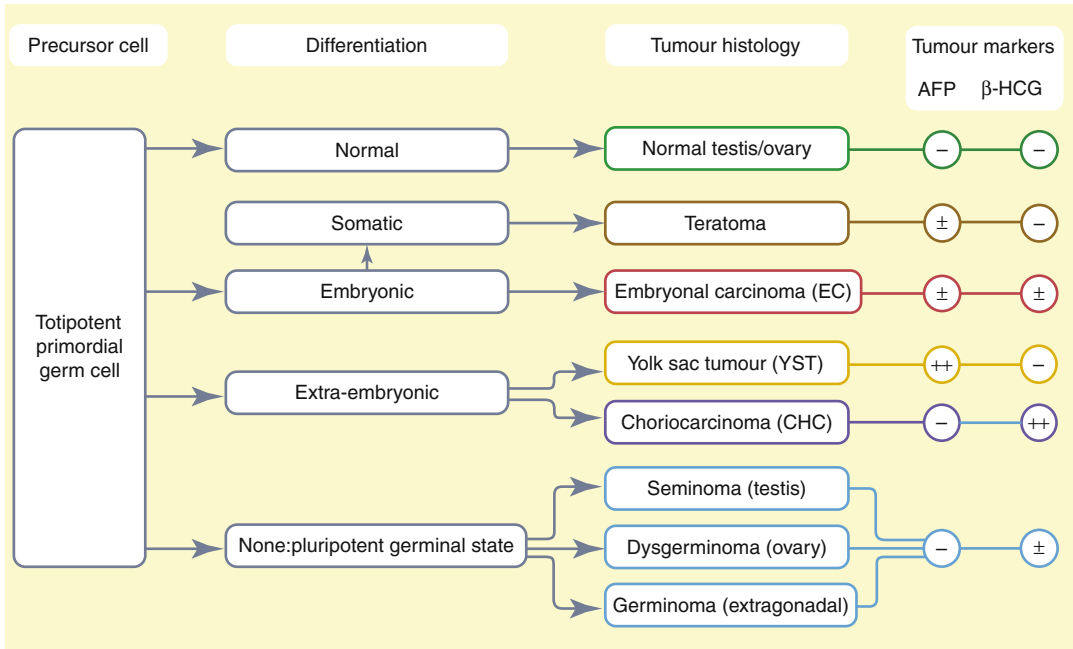 Precursor cell
Differentiation
Tumour histology
Tumour markers
AFP β-HCG
Totipotent
primordial
germ cell
Normal
Normal testis/ovary
–
–
Somatic
Teratoma
±
–
Embryonic
Embryonal carcinoma (EC)
±
±
Extra-embryonic
Yolk sac tumour (YST)
++
–
Choriocarcinoma (CHC)
–
++
None:pluripotent germinal state
Seminoma (testis)
Dysgerminoma (ovary)
Germinoma (extragonadal)
–
±